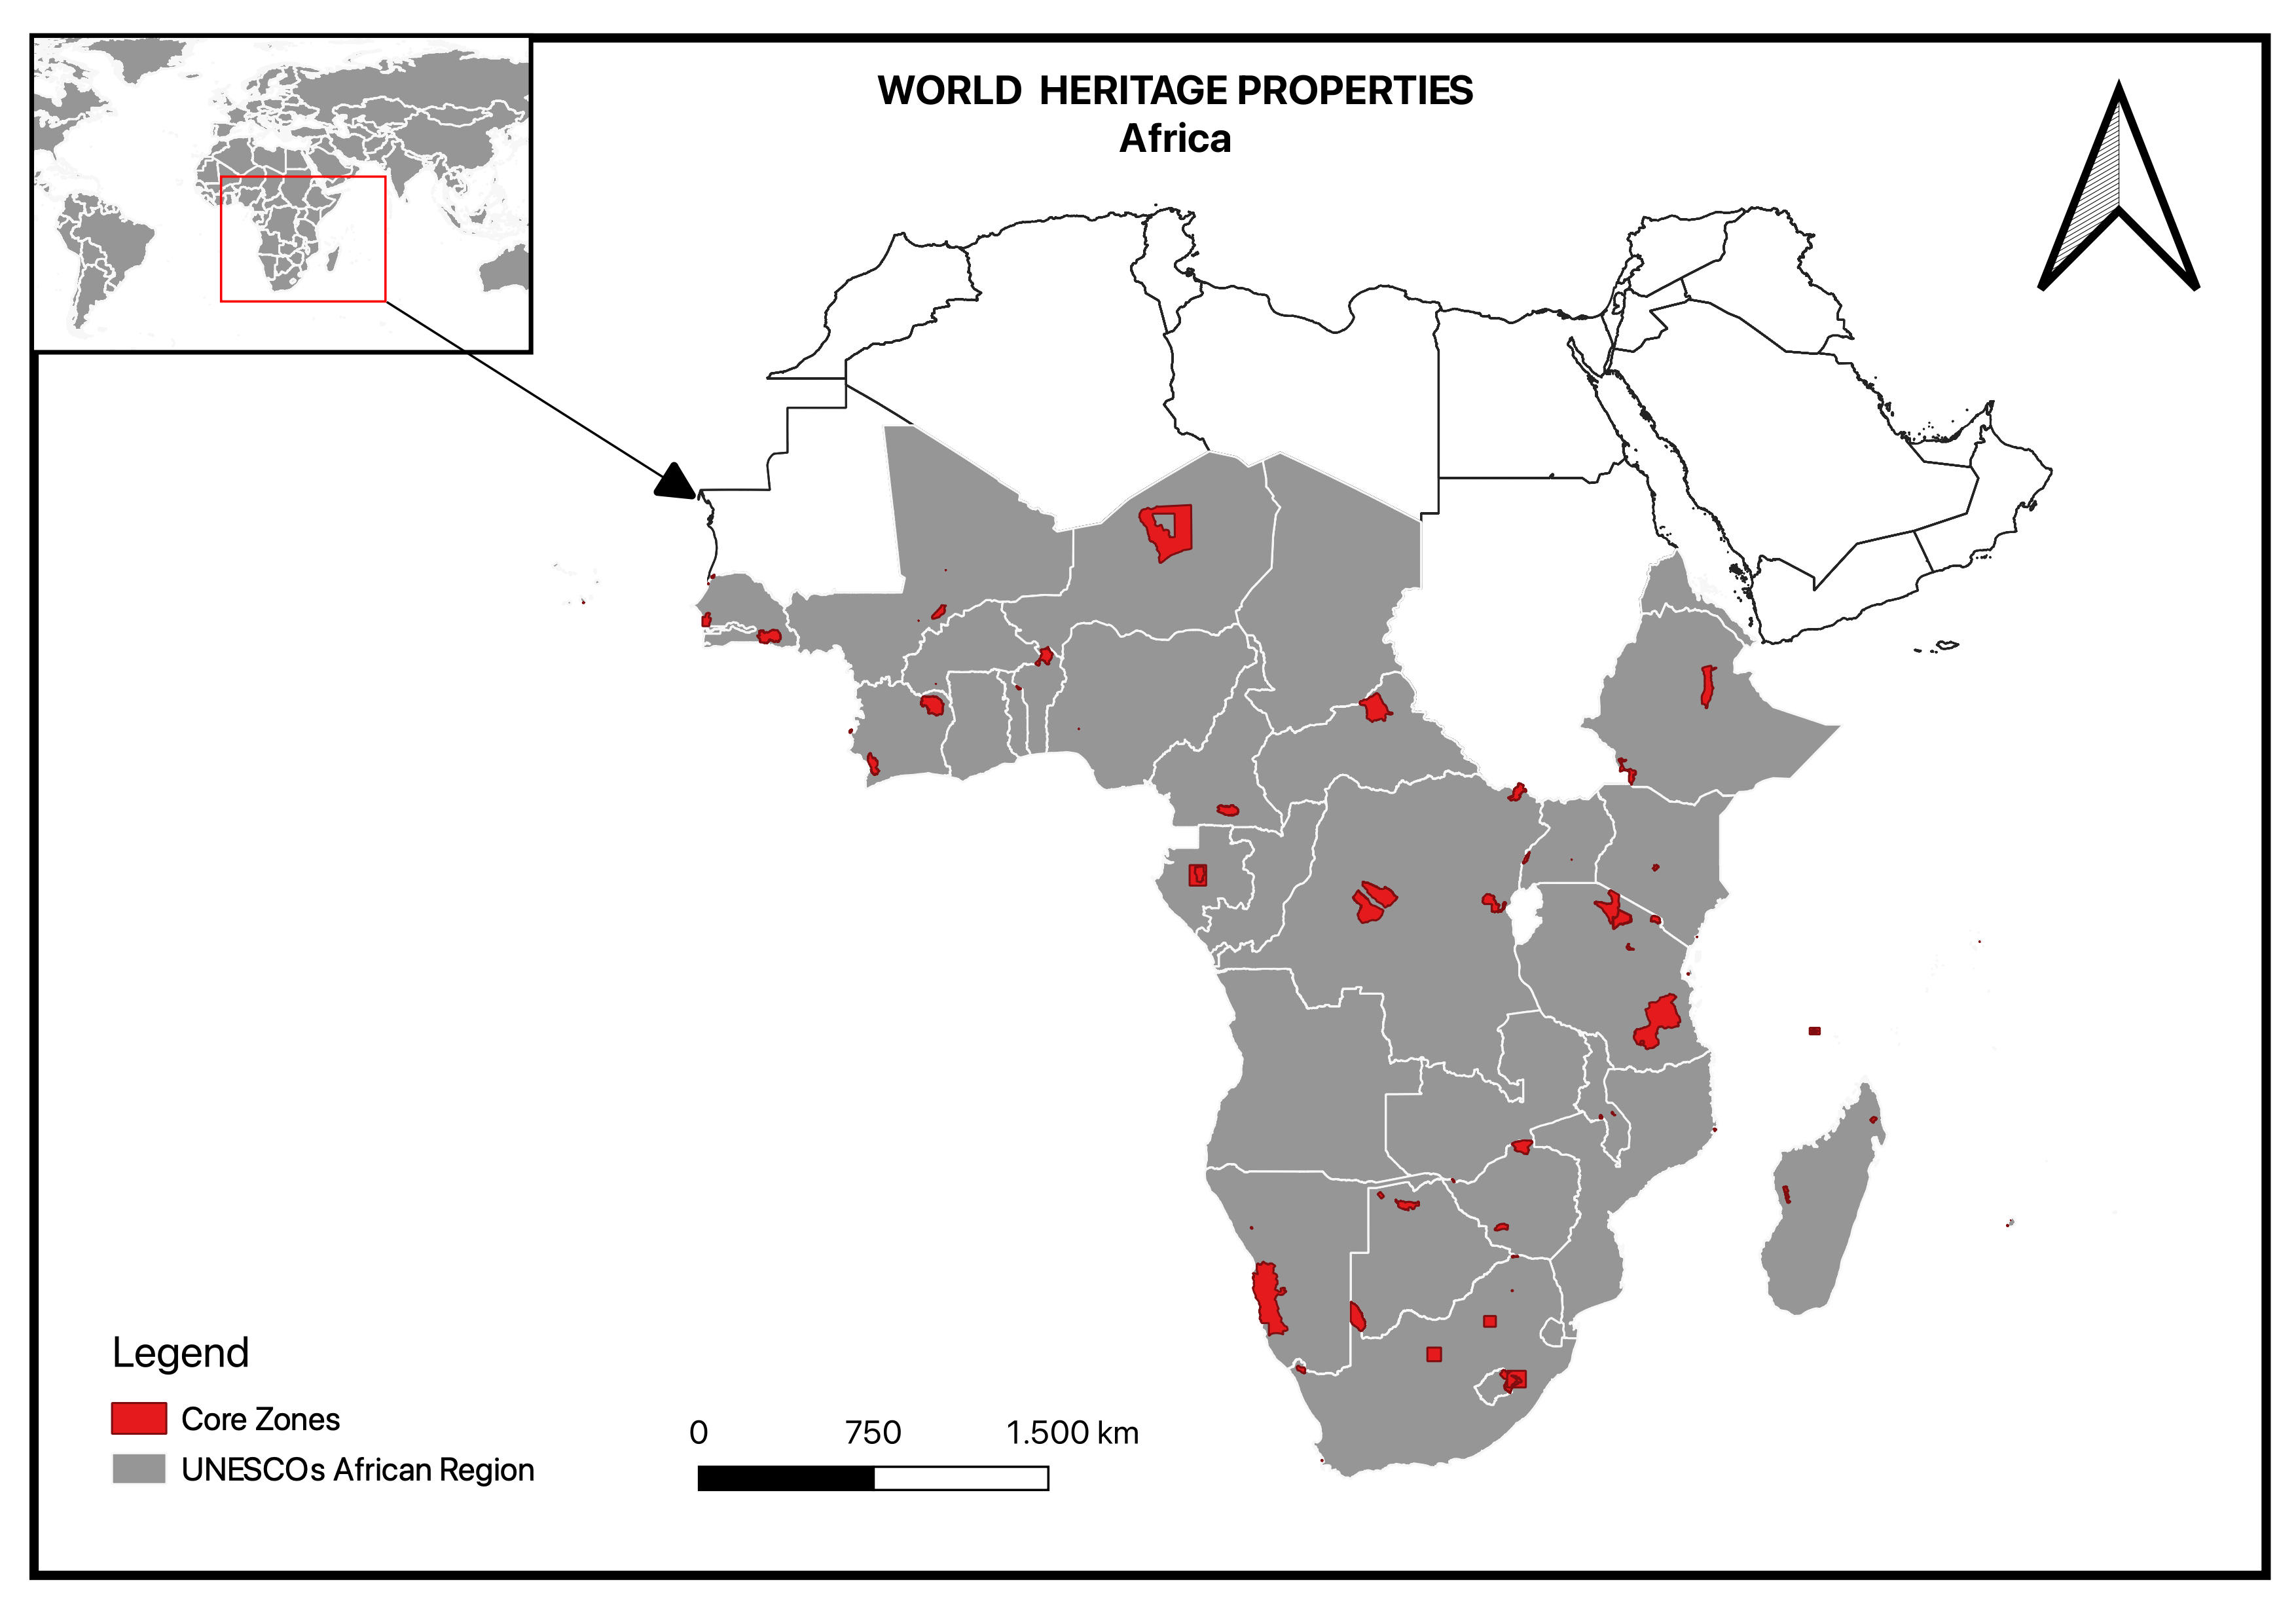 WORLD HERITAGE PROPERTIES
Africa
Legend
Core Zones
UNESCOs African Region
0 750 1.500 km